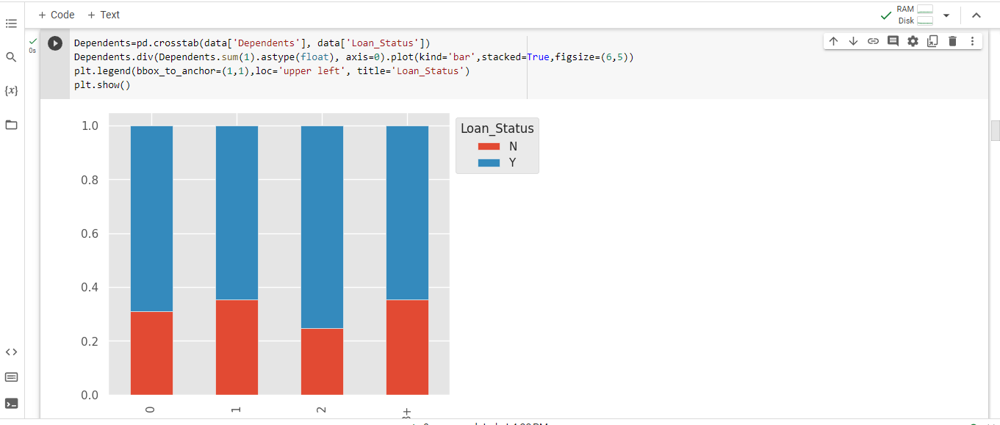 + Code + Text
RAM
Disk
{x}
0s
Dependents=pd.crosstab(data['Dependents'], data['Loan_Status'])
Dependents.div(Dependents.sum(1).astype(float), axis=0).plot(kind='bar',stacked=True,figsize=(6,5))
plt.legend(bbox_to_anchor=(1,1),loc='upper left', title='Loan_Status')
plt.show()
Loan_Status
N
Y
1.0
0.8
0.6
0.4
0.2
0.0
0
1
2
3+